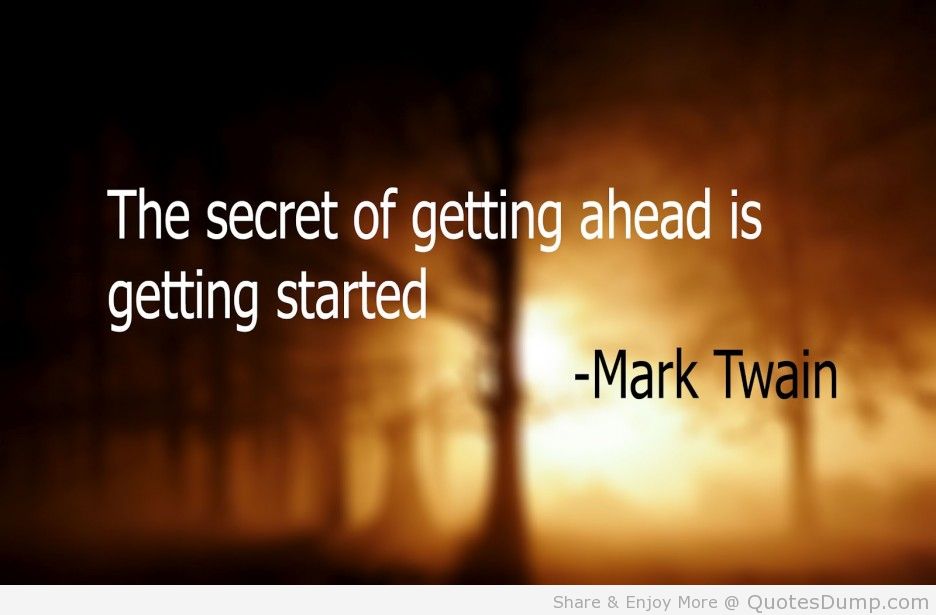 The secret of getting ahead is
getting started
-Mark Twain
Share & Enjoy More @ QuotesDump.com